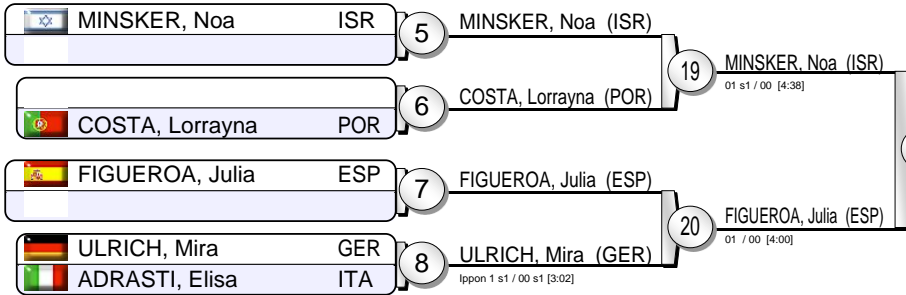 MINSKER, Noa ISR
5
MINSKER, Noa (ISR)
19
MINSKER, Noa (ISR)
01 s1 / 00 [4:38]
6
COSTA, Lorrayna (POR)
COSTA, Lorrayna POR
FIGUEROA, Julia ESP
7
FIGUEROA, Julia (ESP)
20
FIGUEROA, Julia (ESP)
01 / 00 [4:00]
ULRICH, Mira GER
8
ULRICH, Mira (GER)
Ippon 1 s1 / 00 s1 [3:02]
ADRASTI, Elisa ITA